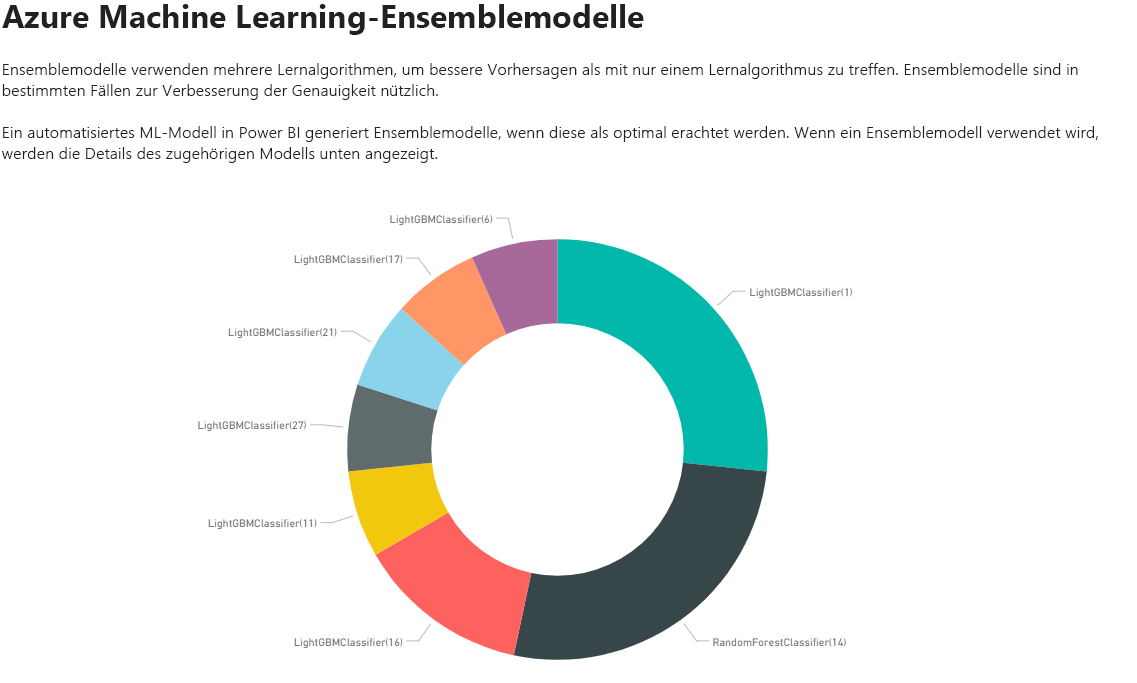 Azure Machine Learning-Ensemblemodelle
Ensemblemodelle verwenden mehrere Lernalgorithmen, um bessere Vorhersagen als mit nur einem Lernalgorithmus zu treffen. Ensemblemodelle sind in
bestimmten Fällen zur Verbesserung der Genauigkeit nützlich.
Ein automatisiertes ML-Modell in Power BI generiert Ensemblemodelle, wenn diese als optimal erachtet werden. Wenn ein Ensemblemodell verwendet wird,
werden die Details des zugehörigen Modells unten angezeigt.
LightGBMClassifier(6)
LightGBMClassifier(17)
LightGBMClassifier(1)
LightGBMClassifier(21)
LightGBMClassifier(27)
LightGBMClassifier(11)
LightGBMClassifier(16)
RandomForestClassifier(14)